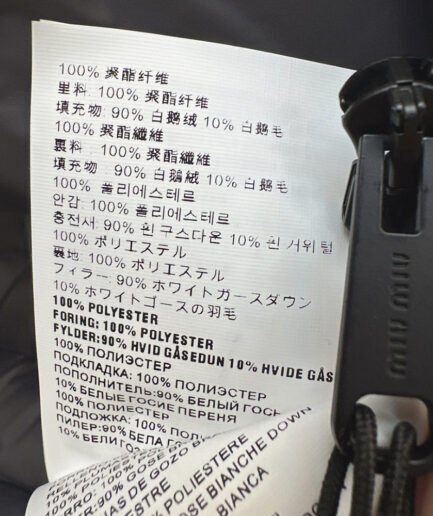 100% 聚酯纤维
里料: 100% 聚酯纤维
填充物: 90% 白鹅绒 10% 白鹅毛
100% 聚酯纖維
裏料: 100% 聚酯纖維
填充物: 90% 白鵝絨 10% 白鵝毛
100% 폴리에스테르
안감: 100% 폴리에스테르
충전재: 90% 흰 구스다운 10% 흰 거위 털
100% ポリエステル
裏地: 100% ポリエステル
フィラー: 90% ホワイトガースダウン
10% ホワイトゴースの羽毛
100% POLYESTER
FORING: 100% POLYESTER
FYLDER: 90% HVID GÅSEDUN 10% HVIDE GÅS
100% ПОЛИЭСТЕР
ПОДКЛАДКА: 100% ПОЛИЭСТЕР
ПОПОЛНИТЕЛЬ: 90% БЕЛЫЙ ГОСЬ
10% БЕЛЫЕ ГОСИЕ ПЕРЕНЯ
100% ПОЛИЕСТЕР
ПОДЛОЖКА: 100% ПОЛ
ПИЛЕР: 90% БЕЛА ГО
10% БЕЛИ
BLANCHE DOWN
BIANCA
miu miu